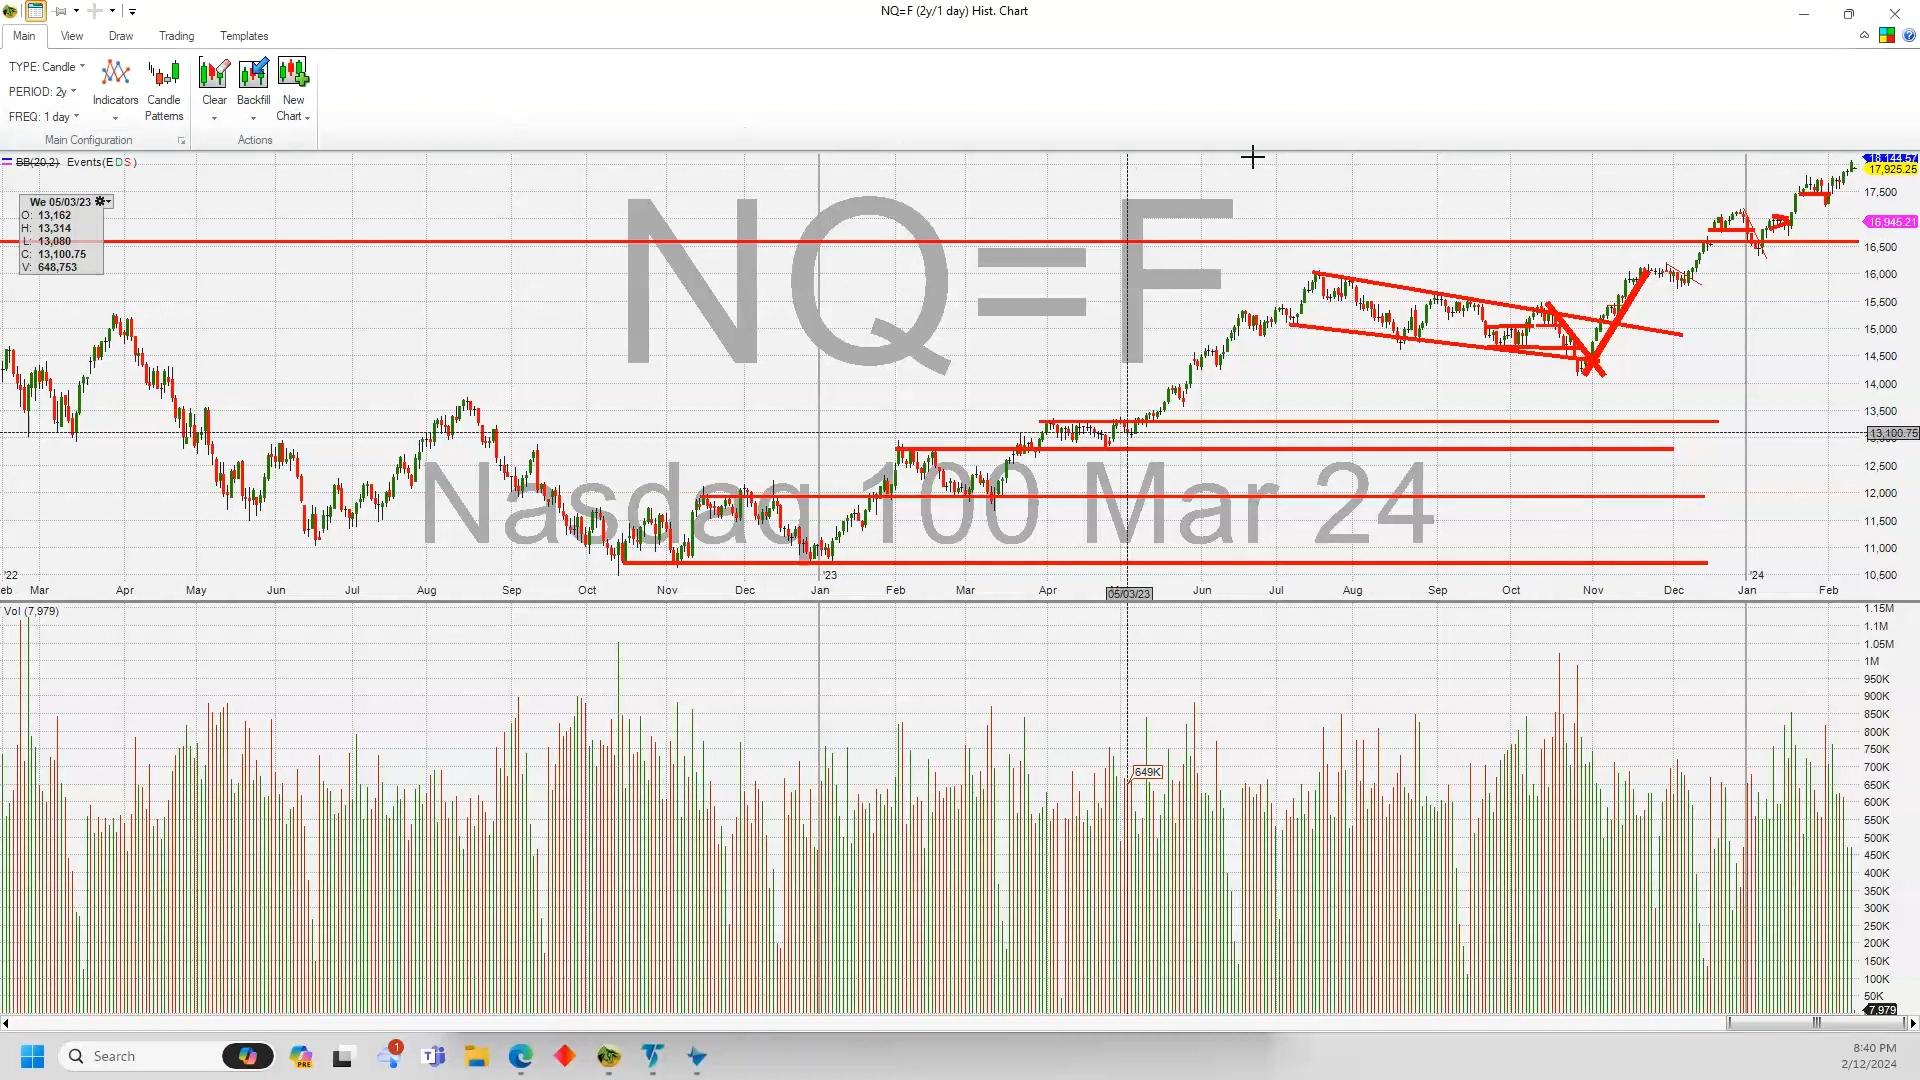 NQ=F (2y/1 day) Hist. Chart
Main View Draw Trading Templates
TYPE: Candle
PERIOD: 2y
FREQ: 1 day
Indicators
Candle Patterns
Clear
Backfill
New Chart
Main Configuration
Actions
BB(20,2) Events(EDS)
We 05/03/23
O: 13,162
H: 13,314
L: 13,080
C: 13,100.75
V: 648,753
NQ=F
Nasdaq 100 Mar 24
18,144.57
17,925.25
17,500
16,945.21
16,500
16,000
15,500
15,000
14,500
14,000
13,500
13,100.75
12,500
12,000
11,500
11,000
10,500
'22 '23 '24
eb Mar Apr May Jun Jul Aug Sep Oct Nov Dec Jan Feb Mar Apr 05/03/23 Jun Jul Aug Sep Oct Nov Dec Jan Feb
Vol (7,979)
649K
1.15M
1.1M
1.05M
1M
950K
900K
850K
800K
750K
700K
650K
600K
550K
500K
450K
400K
350K
300K
250K
200K
150K
100K
50K
7,979
Search
PRE
1
8:40 PM
2/12/2024